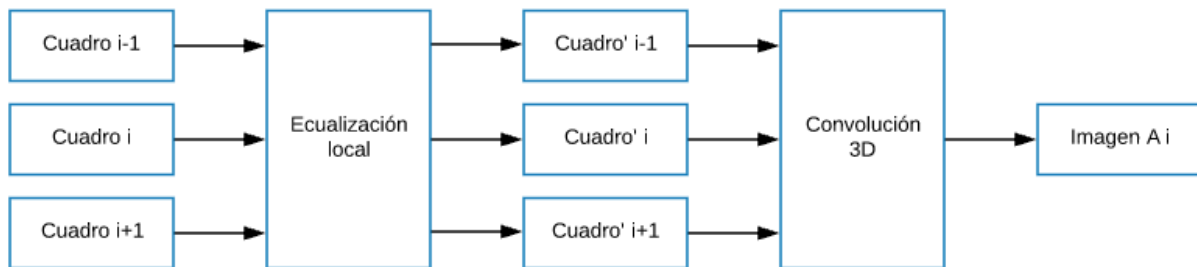 Cuadro i-1
Cuadro' i-1
Cuadro i
Ecualización
local
Cuadro' i
Convolución
3D
Imagen A i
Cuadro i+1
Cuadro' i+1